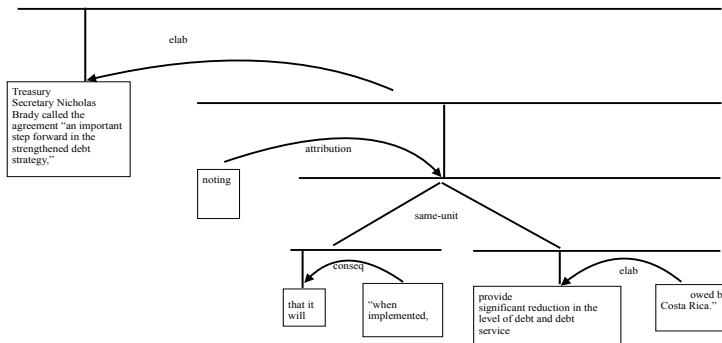 elab
Treasury
Secretary Nicholas
Brady called the
agreement “an important
step forward in the
strengthened debt
strategy,”
attribution
noting
same-unit
conseq
elab
that it
will
“when
implemented,
provide
significant reduction in the
level of debt and debt
service
owed b
Costa Rica.”